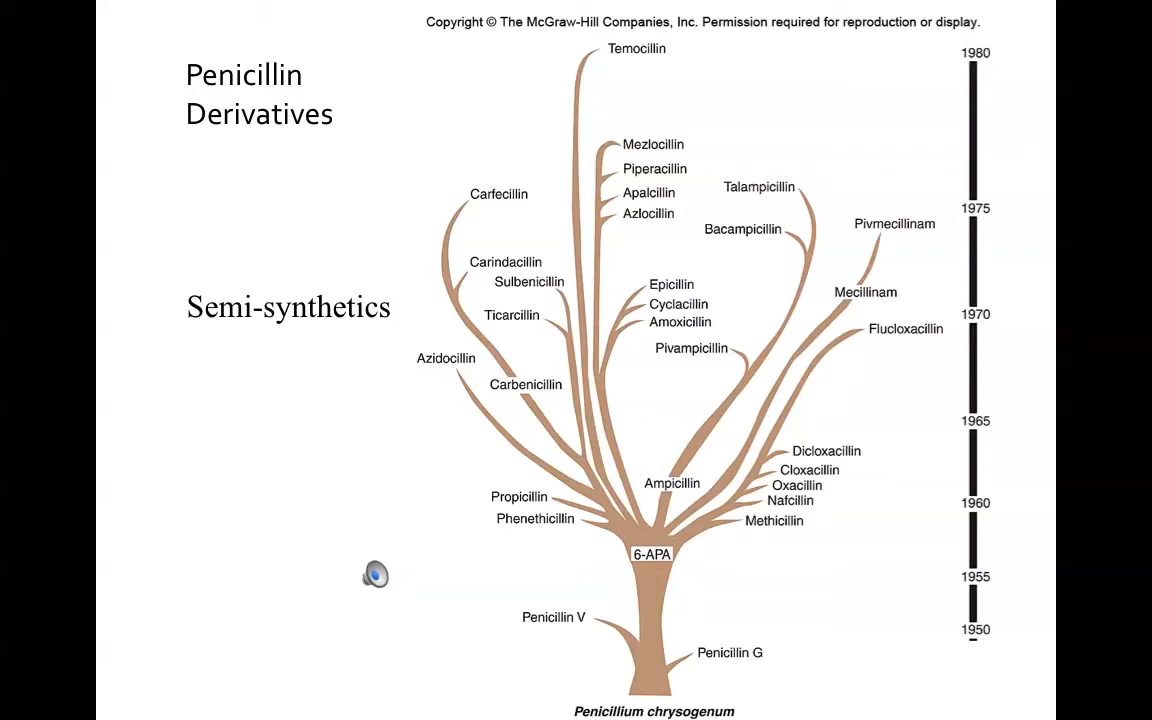 Copyright © The McGraw-Hill Companies, Inc. Permission required for reproduction or display.
Penicillin
Derivatives
Semi-synthetics
Temocillin
1980
Mezlocillin
Piperacillin
Talampicillin
Carfecillin
Apalcillin
1975
Azlocillin
Pivmecillinam
Bacampicillin
Carindacillin
Sulbenicillin
Epicillin
Mecillinam
Cyclacillin
Ticarcillin
1970
Amoxicillin
Flucloxacillin
Pivampicillin
Azidocillin
Carbenicillin
1965
Dicloxacillin
Cloxacillin
Ampicillin
Oxacillin
Propicillin
Nafcillin
1960
Phenethicillin
Methicillin
6-APA
1955
Penicillin V
1950
Penicillin G
Penicillium chrysogenum